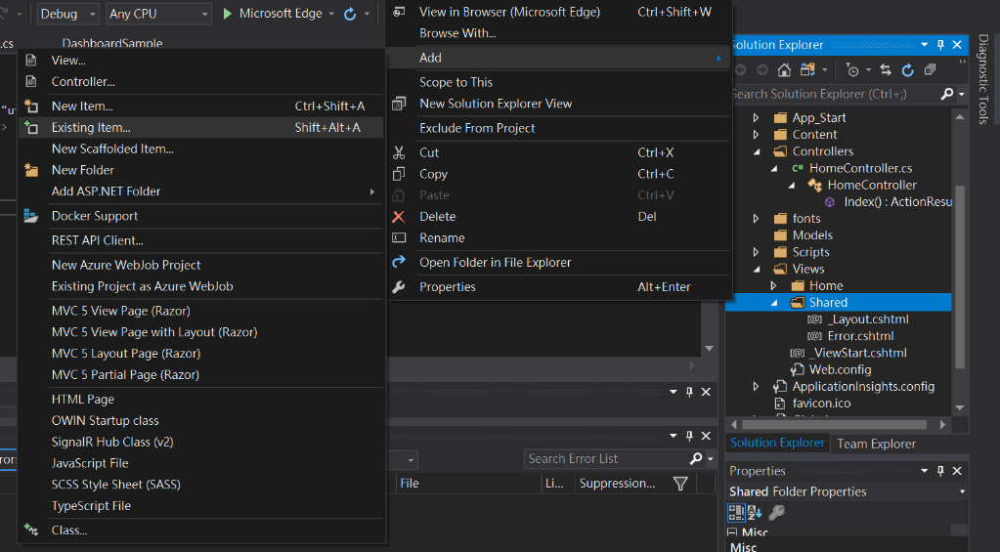 Debug
Any CPU
Microsoft Edge
.cs
DashboardSample
"u
>
View...
Controller...
New Item... Ctrl+Shift+A
Existing Item... Shift+Alt+A
New Scaffolded Item...
New Folder
Add ASP.NET Folder
Docker Support
REST API Client...
New Azure WebJob Project
Existing Project as Azure WebJob
MVC 5 View Page (Razor)
MVC 5 View Page with Layout (Razor)
MVC 5 Layout Page (Razor)
MVC 5 Partial Page (Razor)
HTML Page
OWIN Startup class
SignalR Hub Class (v2)
JavaScript File
SCSS Style Sheet (SASS)
TypeScript File
Class...
View in Browser (Microsoft Edge) Ctrl+Shift+W
Browse With...
Add
Scope to This
New Solution Explorer View
Exclude From Project
Cut Ctrl+X
Copy Ctrl+C
Paste Ctrl+V
Delete Del
Rename
Open Folder in File Explorer
Properties Alt+Enter
Search Error List
File
Li...
Suppression...
rors
Solution Explorer
Search Solution Explorer (Ctrl+;)
App_Start
Content
Controllers
HomeController.cs
HomeController
Index() : ActionResu
fonts
Models
Scripts
Views
Home
Shared
_Layout.cshtml
Error.cshtml
_ViewStart.cshtml
Web.config
ApplicationInsights.config
favicon.ico
Solution Explorer
Team Explorer
Properties
Shared Folder Properties
Misc
Misc
Diagnostic Tools